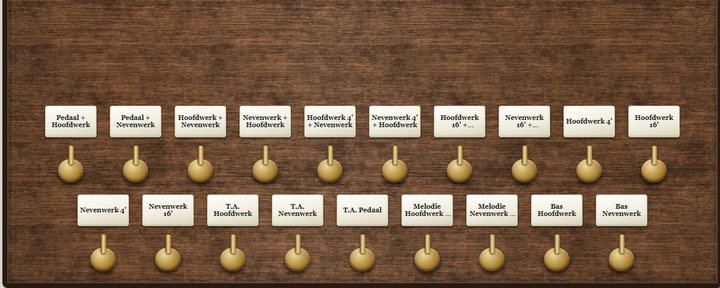 Pedaal +
Hoofdwerk
Pedaal +
Nevenwerk
Hoofdwerk +
Nevenwerk
Nevenwerk +
Hoofdwerk
Hoofdwerk 4'
+ Nevenwerk
Nevenwerk 4'
+ Hoofdwerk
Hoofdwerk
16' +...
Nevenwerk
16' +...
Hoofdwerk 4'
Hoofdwerk
16'
Nevenwerk 4'
Nevenwerk
16'
T.A.
Hoofdwerk
T.A.
Nevenwerk
T.A. Pedaal
Melodie
Hoofdwerk ...
Melodie
Nevenwerk ...
Bas
Hoofdwerk
Bas
Nevenwerk